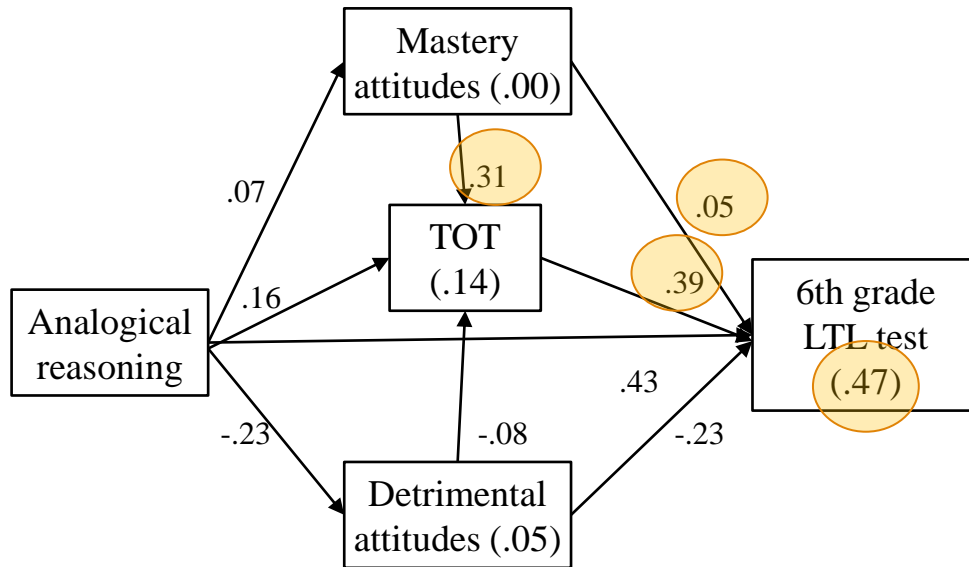 Mastery
attitudes (.00)
.31
.07
.05
TOT
(.14)
.39
.16
6th grade
LTL test
(.47)
Analogical
reasoning
.43
-.23
-.08
-.23
Detrimental
attitudes (.05)